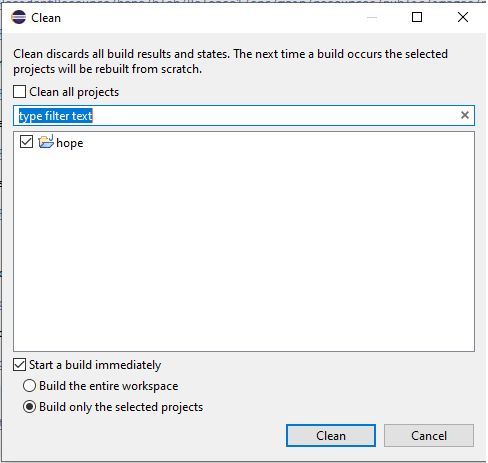 Clean
Clean discards all build results and states. The next time a build occurs the selected
projects will be rebuilt from scratch.
Clean all projects
type filter text
hope
Start a build immediately
Build the entire workspace
Build only the selected projects
Clean
Cancel